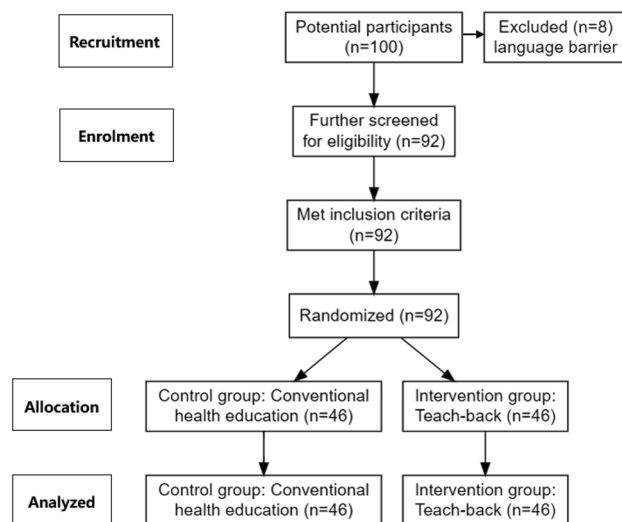 Recruitment
Potential participants
(n=100)
Excluded (n=8)
language barrier
Enrolment
Further screened
for eligibility (n=92)
Met inclusion criteria
(n=92)
Randomized (n=92)
Allocation
Control group: Conventional
health education (n=46)
Intervention group:
Teach-back (n=46)
Analyzed
Control group: Conventional
health education (n=46)
Intervention group:
Teach-back (n=46)